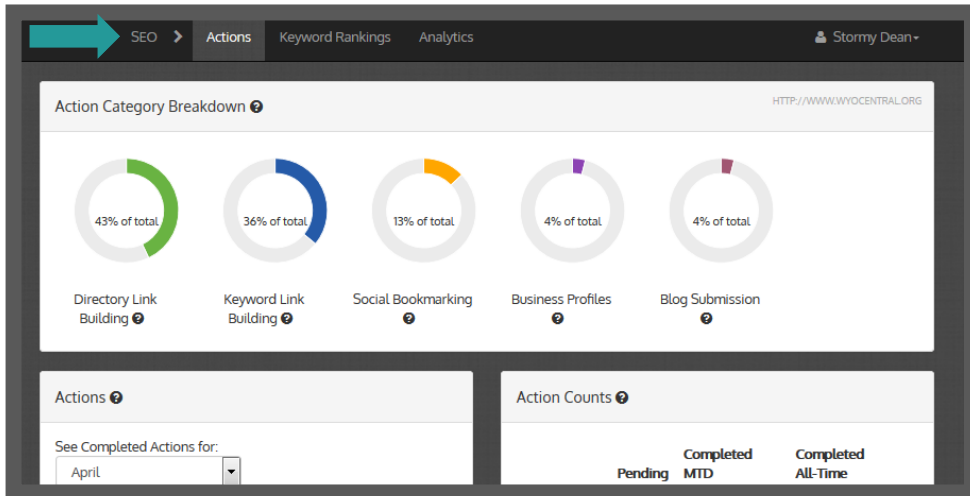 SEO Actions Keyword Rankings Analytics Stormy Dean
Action Category Breakdown
HTTP://WWW.WYOCENTRAL.ORG
43% of total 36% of total 13% of total 4% of total 4% of total
Directory Link Building
Keyword Link Building
Social Bookmarking
Business Profiles
Blog Submission
Actions
See Completed Actions for:
April
Action Counts
Pending
Completed MTD
Completed All-Time